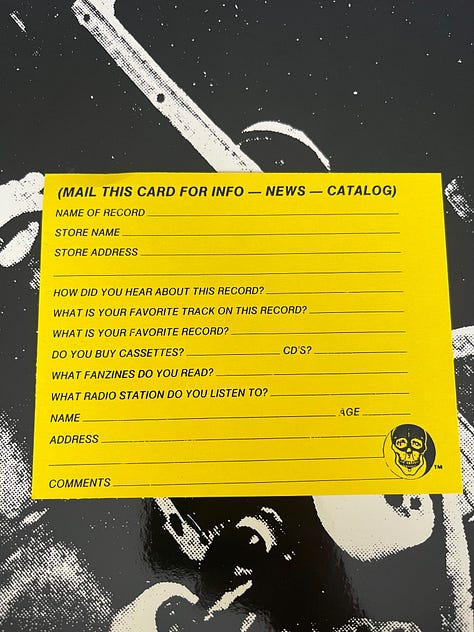 (MAIL THIS CARD FOR INFO — NEWS — CATALOG)
NAME OF RECORD
STORE NAME
STORE ADDRESS
HOW DID YOU HEAR ABOUT THIS RECORD?
WHAT IS YOUR FAVORITE TRACK ON THIS RECORD?
WHAT IS YOUR FAVORITE RECORD?
DO YOU BUY CASSETTES? CD'S?
WHAT FANZINES DO YOU READ?
WHAT RADIO STATION DO YOU LISTEN TO?
NAME AGE
ADDRESS
COMMENTS
TM